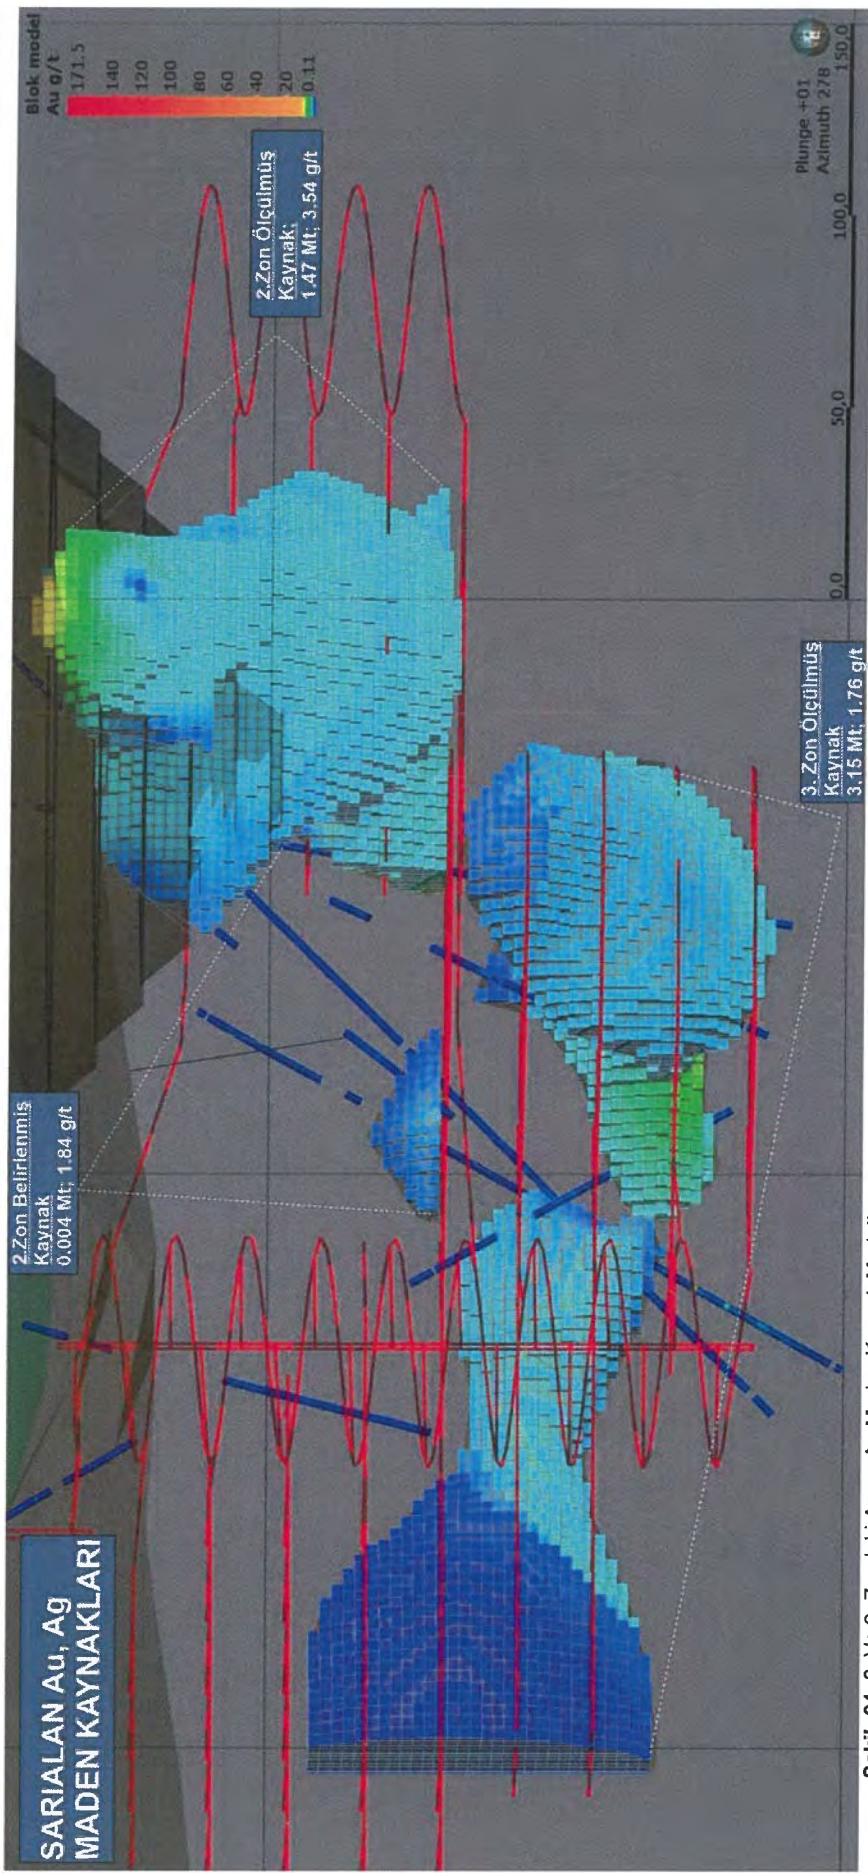 SARIALAN Au, Ag
MADEN KAYNAKLARI
2.Zon Belirlenmiş
Kaynak
0.004 Mt; 1.84 g/t
2.Zon Ölçülmüş
Kaynak;
1.47 Mt; 3.54 g/t
Blok model
Au g/t
171.5
140
120
100
80
60
40
20
0.11
3. Zon Ölçülmüş
Kaynak
3.15 Mt; 1.76 g/t
Plunge +01
Azimuth 278
0,0
50,0
100,0
150,0